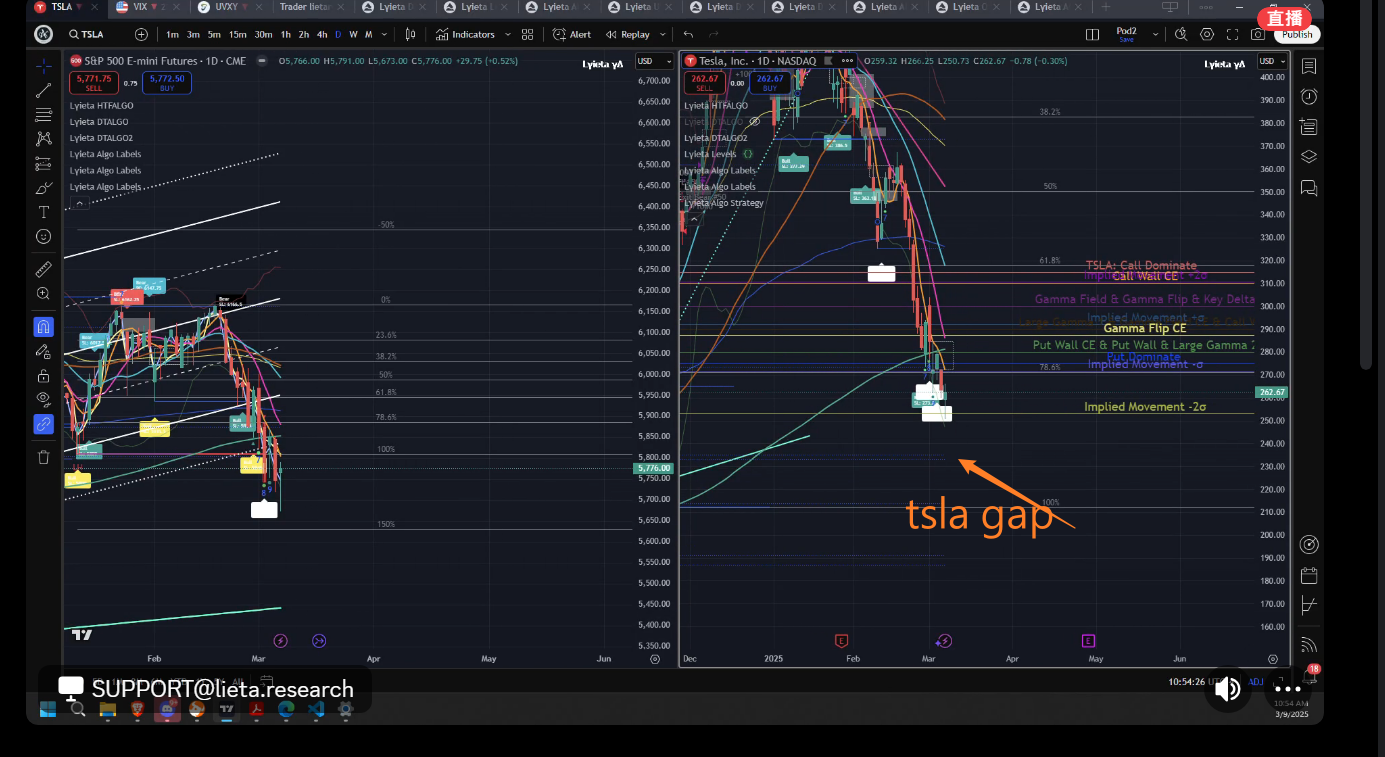 TSLA
VIX
UVXY
Trader lieta
Lyieta D
Lyieta L
Lyieta A
Lyieta
Lyieta D
Lyieta D
Lyieta A
Lyieta C
Lyieta A
直播
TSLA
1m 3m 5m 15m 30m 1h 2h 4h D W M
Indicators
Alert
Replay
Pod2
Save
Publish
S&P 500 E-mini Futures · 1D · CME
O5,766.00 H5,791.00 L5,673.00 C5,776.00 +29.75 (+0.52%)
Lyieta γΛ
USD
5,771.75
SELL
0.75
5,772.50
BUY
Lyieta HTFALGO
Lyieta DTALGO
Lyieta DTALGO2
Lyieta Algo Labels
Lyieta Algo Labels
Lyieta Algo Labels
-50%
0%
23.6%
38.2%
50%
61.8%
78.6%
100%
150%
8 9
6,700.00
6,650.00
6,600.00
6,550.00
6,500.00
6,450.00
6,400.00
6,350.00
6,300.00
6,250.00
6,200.00
6,150.00
6,100.00
6,050.00
6,000.00
5,950.00
5,900.00
5,850.00
5,800.00
5,776.00
5,750.00
5,700.00
5,650.00
5,600.00
5,550.00
5,500.00
5,450.00
5,400.00
5,350.00
Feb Mar Apr May Jun
Tesla, Inc. · 1D · NASDAQ
O259.32 H266.25 L250.73 C262.67 -0.78 (-0.30%)
Lyieta γΛ
USD
262.67
SELL
0.00
262.67
BUY
Lyieta HTFALGO
Lyieta DTALGO
Lyieta DTALGO2
Lyieta Levels
Lyieta Algo Labels
Lyieta Algo Labels
Lyieta Algo Strategy
38.2%
50%
61.8%
TSLA: Call Dominate
Call Wall CE
Gamma Field & Gamma Flip & Key Delta
Implied Movement +σ
Gamma Flip CE
Put Wall CE & Put Wall & Large Gamma 2
Put Dominate
Implied Movement -σ
78.6%
Implied Movement -2σ
tsla gap
100%
400.00
390.00
380.00
370.00
360.00
350.00
340.00
330.00
320.00
310.00
300.00
290.00
280.00
270.00
262.67
250.00
240.00
230.00
220.00
210.00
200.00
190.00
180.00
170.00
160.00
E
E
Dec 2025 Feb Mar Apr May Jun
SUPPORT@lieta.research
10:54:26
ADJ
18
10:54 AM
3/9/2025